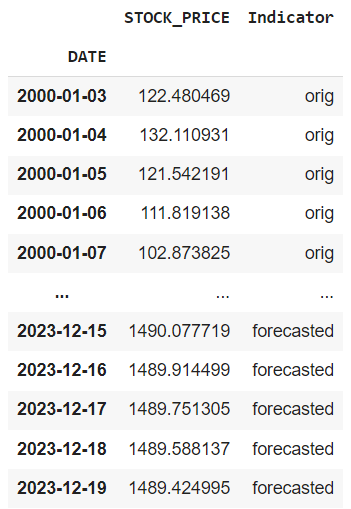 STOCK_PRICE Indicator
DATE
2000-01-03 122.480469 orig
2000-01-04 132.110931 orig
2000-01-05 121.542191 orig
2000-01-06 111.819138 orig
2000-01-07 102.873825 orig
... ... ...
2023-12-15 1490.077719 forecasted
2023-12-16 1489.914499 forecasted
2023-12-17 1489.751305 forecasted
2023-12-18 1489.588137 forecasted
2023-12-19 1489.424995 forecasted